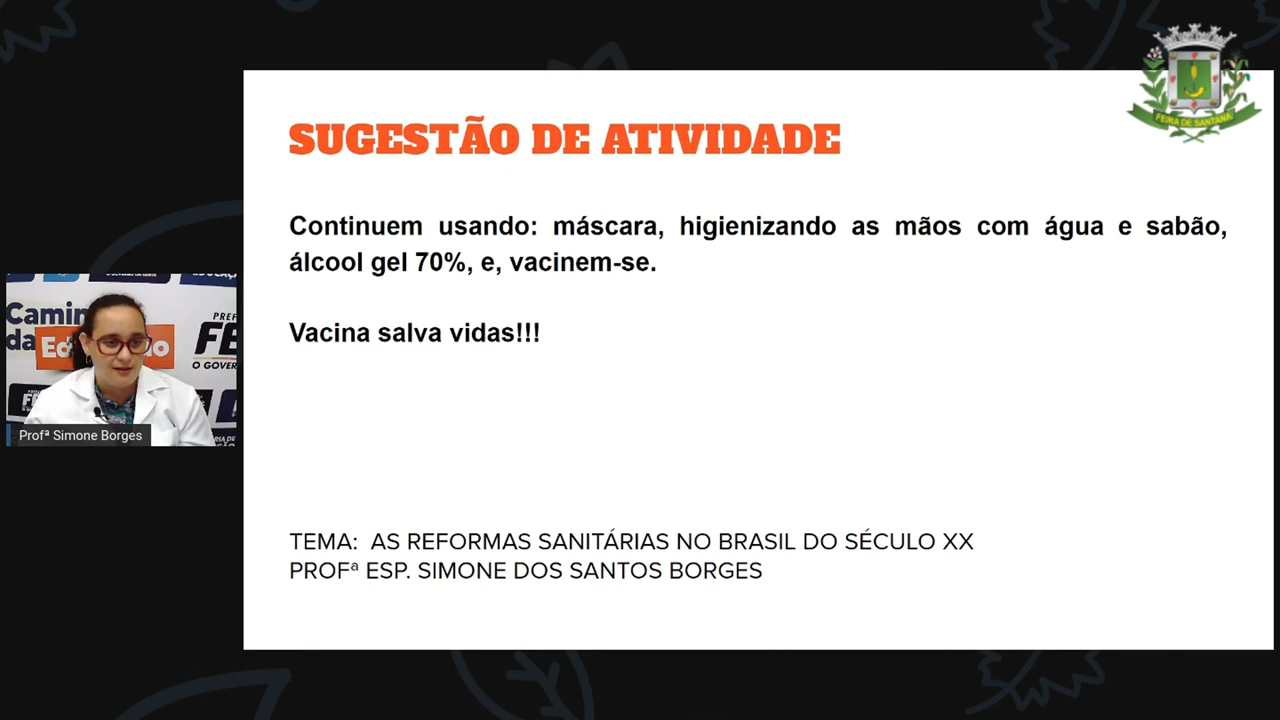 SUGESTÃO DE ATIVIDADE
Continuem usando: máscara, higienizando as mãos com água e sabão,
álcool gel 70%, e, vacinem-se.
Vacina salva vidas!!!
TEMA: AS REFORMAS SANITÁRIAS NO BRASIL DO SÉCULO XX
PROFª ESP. SIMONE DOS SANTOS BORGES
FEIRA DE SANTANA
Profª Simone Borges
O GOVER